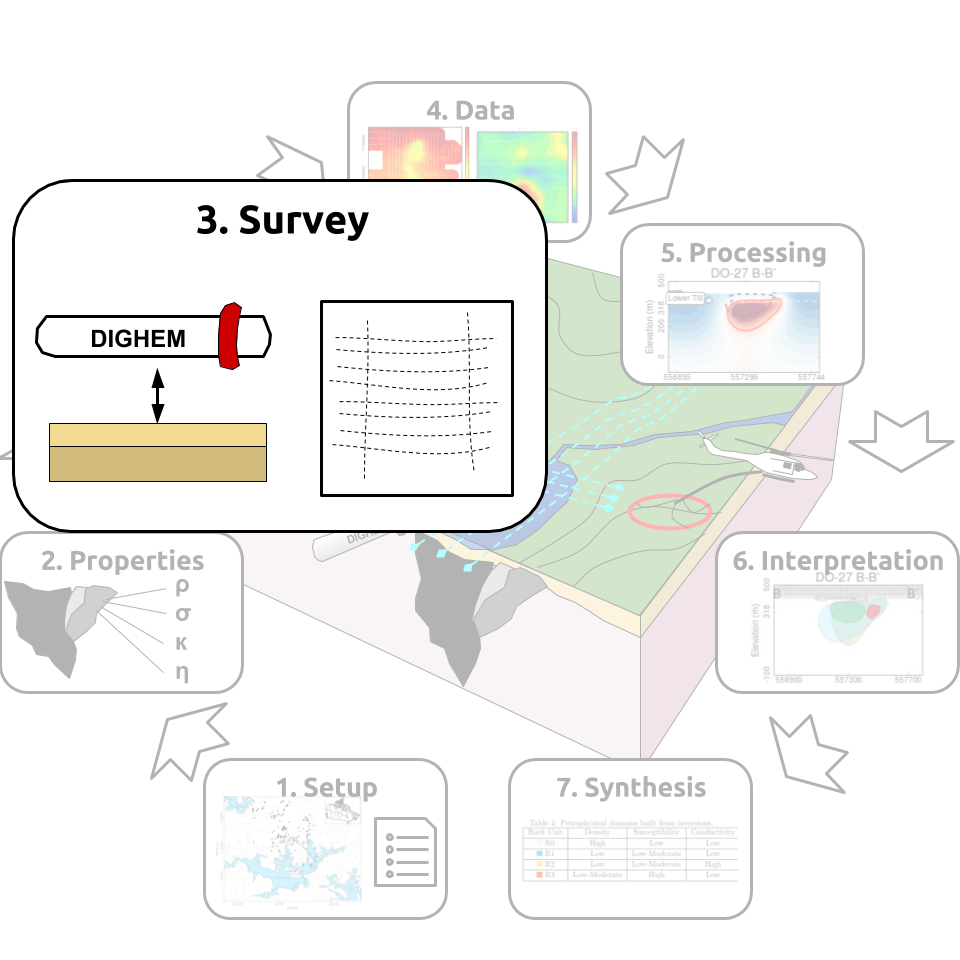 4. Data
3. Survey
DIGHEM
5. Processing
DO-27 B-B'
Lower Till
Elevation (m)
500
318
200
0
556855
557299
557744
2. Properties
ρ
σ
κ
η
DIGHEM
6. Interpretation
DO-27 B-B'
B
B'
Elevation (m)
500
318
-100
556900
557300
557700
1. Setup
7. Synthesis
Table 4: Petrophysical domains built from inversions.
Rock Unit Density Susceptibility Conductivity
R0 High Low Low
R1 Low Low-Moderate Low
R2 Low Low-Moderate High
R3 Low-Moderate High Low